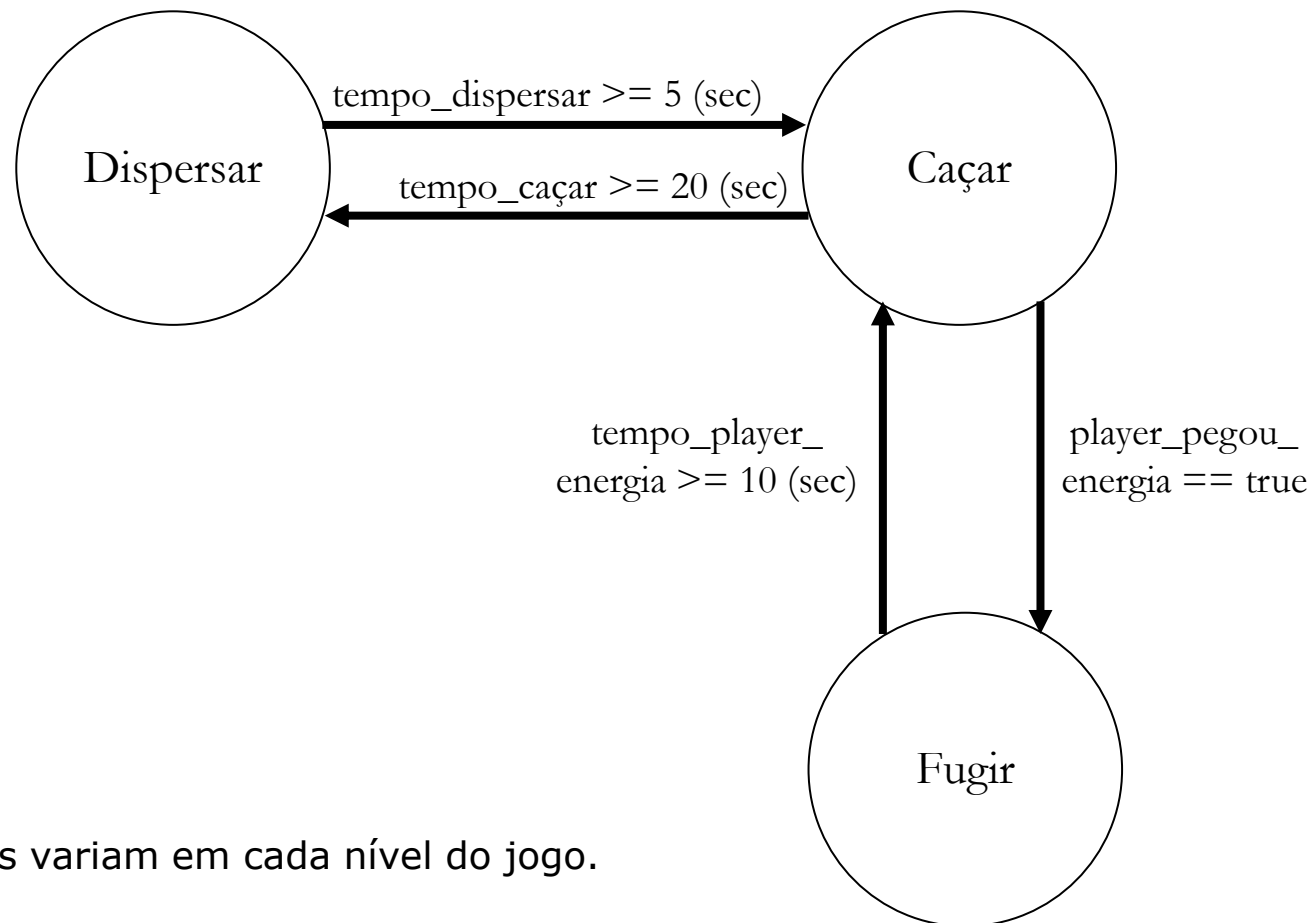 tempo_dispersar >= 5 (sec)
Dispersar
Caçar
tempo_caçar >= 20 (sec)
tempo_player_
energia >= 10 (sec)
player_pegou_
energia == true
Fugir
s variam em cada nível do jogo.